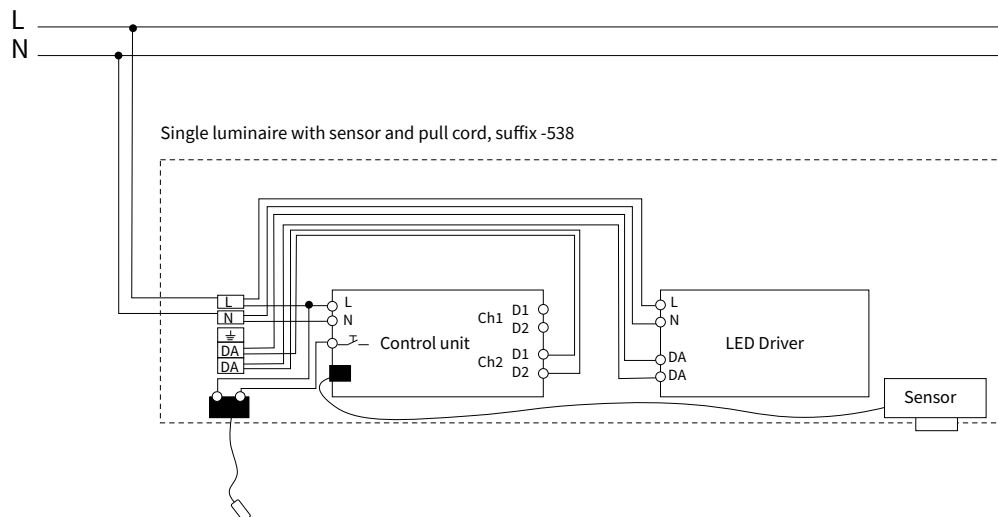 L
N
Single luminaire with sensor and pull cord, suffix -538
L
N
DA
DA
L
N
Control unit
Ch1
D1
D2
Ch2
D1
D2
L
N
LED Driver
DA
DA
Sensor